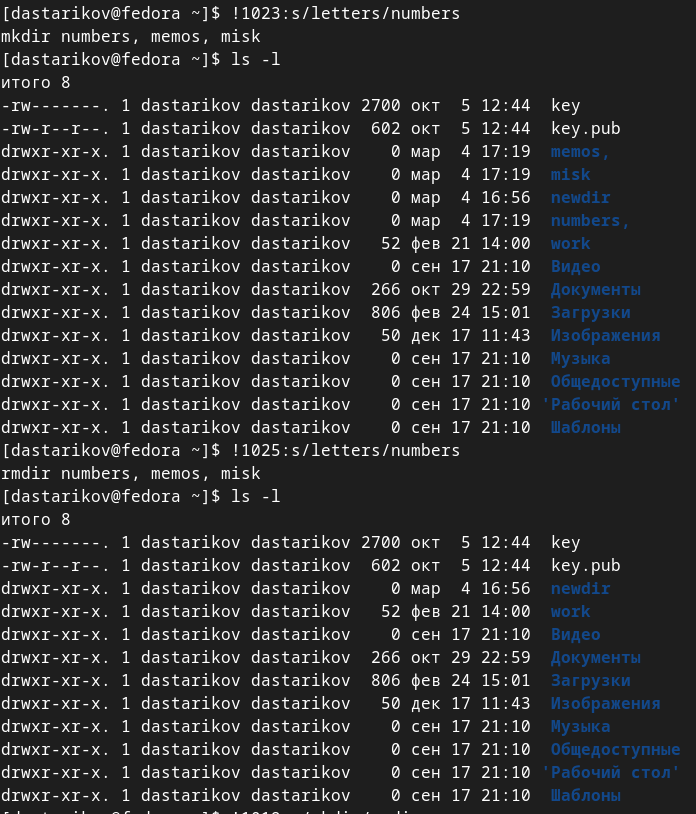 [dastarikov@fedora ~]$ !1023:s/letters/numbers
mkdir numbers, memos, misk
[dastarikov@fedora ~]$ ls -l
итого 8
-rw-------. 1 dastarikov dastarikov 2700 окт  5 12:44  key
-rw-r--r--. 1 dastarikov dastarikov  602 окт  5 12:44  key.pub
drwxr-xr-x. 1 dastarikov dastarikov    0 мар  4 17:19  memos,
drwxr-xr-x. 1 dastarikov dastarikov    0 мар  4 17:19  misk
drwxr-xr-x. 1 dastarikov dastarikov    0 мар  4 16:56  newdir
drwxr-xr-x. 1 dastarikov dastarikov    0 мар  4 17:19  numbers,
drwxr-xr-x. 1 dastarikov dastarikov   52 фев 21 14:00  work
drwxr-xr-x. 1 dastarikov dastarikov    0 сен 17 21:10  Видео
drwxr-xr-x. 1 dastarikov dastarikov  266 окт 29 22:59  Документы
drwxr-xr-x. 1 dastarikov dastarikov  806 фев 24 15:01  Загрузки
drwxr-xr-x. 1 dastarikov dastarikov   50 дек 17 11:43  Изображения
drwxr-xr-x. 1 dastarikov dastarikov    0 сен 17 21:10  Музыка
drwxr-xr-x. 1 dastarikov dastarikov    0 сен 17 21:10  Общедоступные
drwxr-xr-x. 1 dastarikov dastarikov    0 сен 17 21:10 'Рабочий стол'
drwxr-xr-x. 1 dastarikov dastarikov    0 сен 17 21:10  Шаблоны
[dastarikov@fedora ~]$ !1025:s/letters/numbers
rmdir numbers, memos, misk
[dastarikov@fedora ~]$ ls -l
итого 8
-rw-------. 1 dastarikov dastarikov 2700 окт  5 12:44  key
-rw-r--r--. 1 dastarikov dastarikov  602 окт  5 12:44  key.pub
drwxr-xr-x. 1 dastarikov dastarikov    0 мар  4 16:56  newdir
drwxr-xr-x. 1 dastarikov dastarikov   52 фев 21 14:00  work
drwxr-xr-x. 1 dastarikov dastarikov    0 сен 17 21:10  Видео
drwxr-xr-x. 1 dastarikov dastarikov  266 окт 29 22:59  Документы
drwxr-xr-x. 1 dastarikov dastarikov  806 фев 24 15:01  Загрузки
drwxr-xr-x. 1 dastarikov dastarikov   50 дек 17 11:43  Изображения
drwxr-xr-x. 1 dastarikov dastarikov    0 сен 17 21:10  Музыка
drwxr-xr-x. 1 dastarikov dastarikov    0 сен 17 21:10  Общедоступные
drwxr-xr-x. 1 dastarikov dastarikov    0 сен 17 21:10 'Рабочий стол'
drwxr-xr-x. 1 dastarikov dastarikov    0 сен 17 21:10  Шаблоны